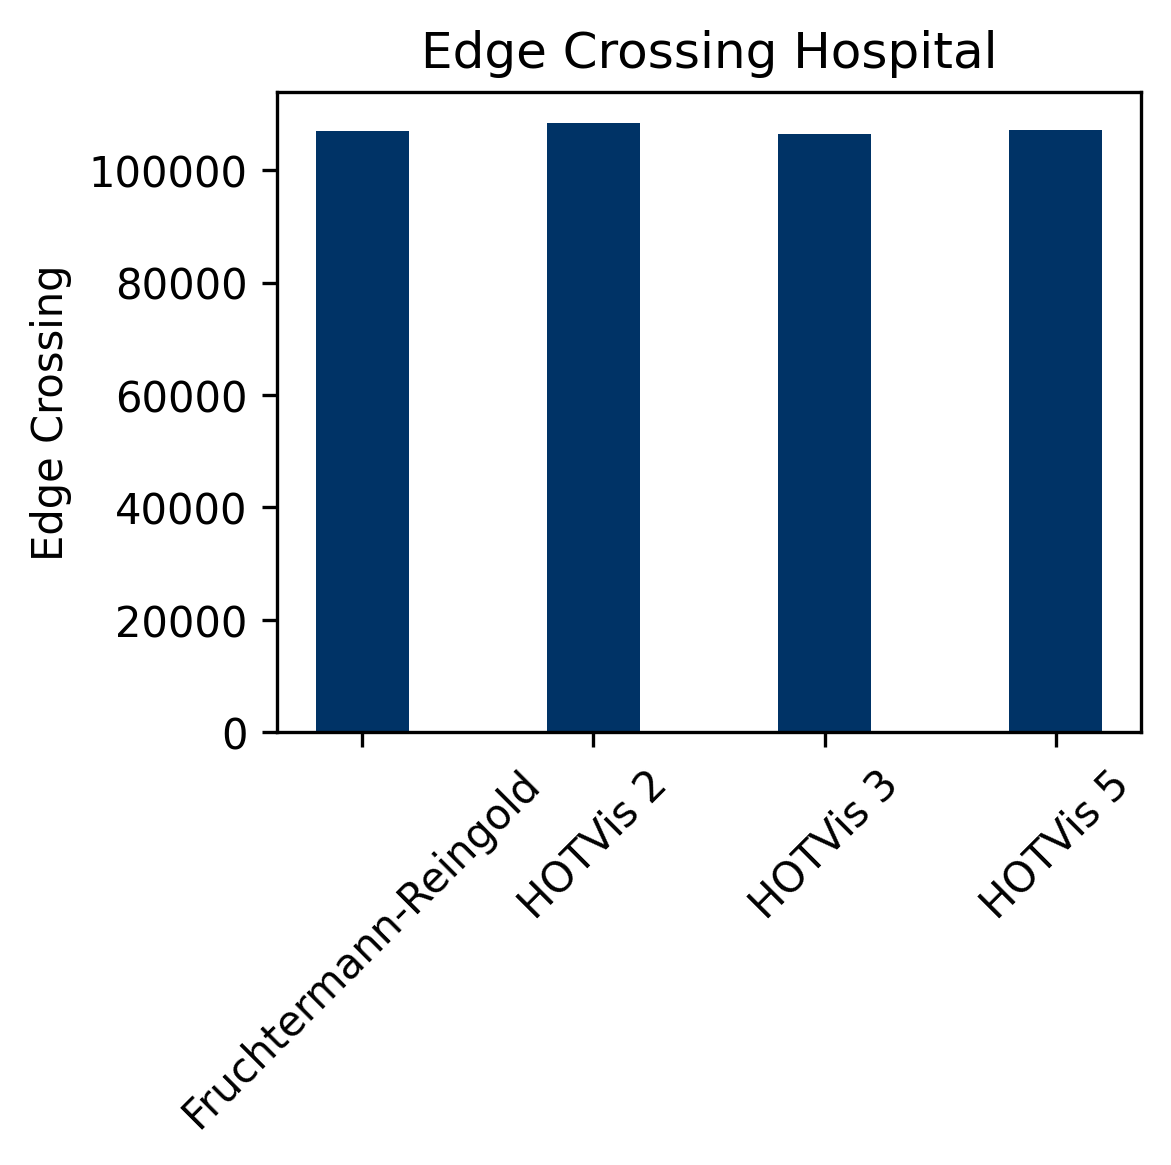 Edge Crossing Hospital
Edge Crossing
100000
80000
60000
40000
20000
0
Fruchtermann-Reingold
HOTVis 2
HOTVis 3
HOTVis 5